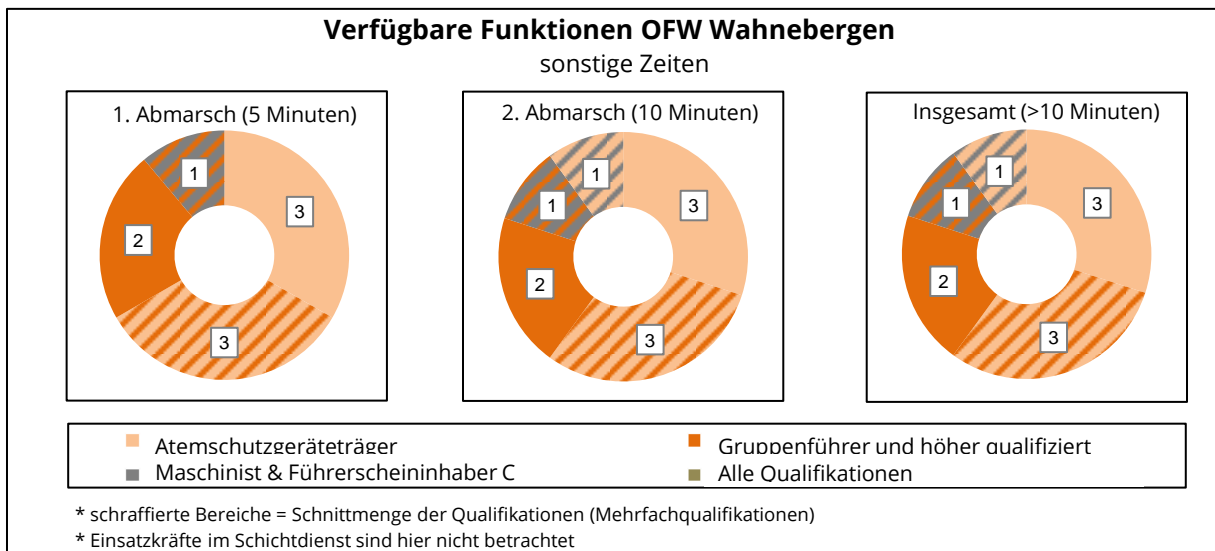 Verfügbare Funktionen OFW Wahnebergen
sonstige Zeiten
1. Abmarsch (5 Minuten)
1
3
2
3
2. Abmarsch (10 Minuten)
1
1
3
2
3
Insgesamt (>10 Minuten)
1
1
3
2
3
Atemschutzgeräteträger
Gruppenführer und höher qualifiziert
Maschinist & Führerscheininhaber C
Alle Qualifikationen
* schraffierte Bereiche = Schnittmenge der Qualifikationen (Mehrfachqualifikationen)
* Einsatzkräfte im Schichtdienst sind hier nicht betrachtet